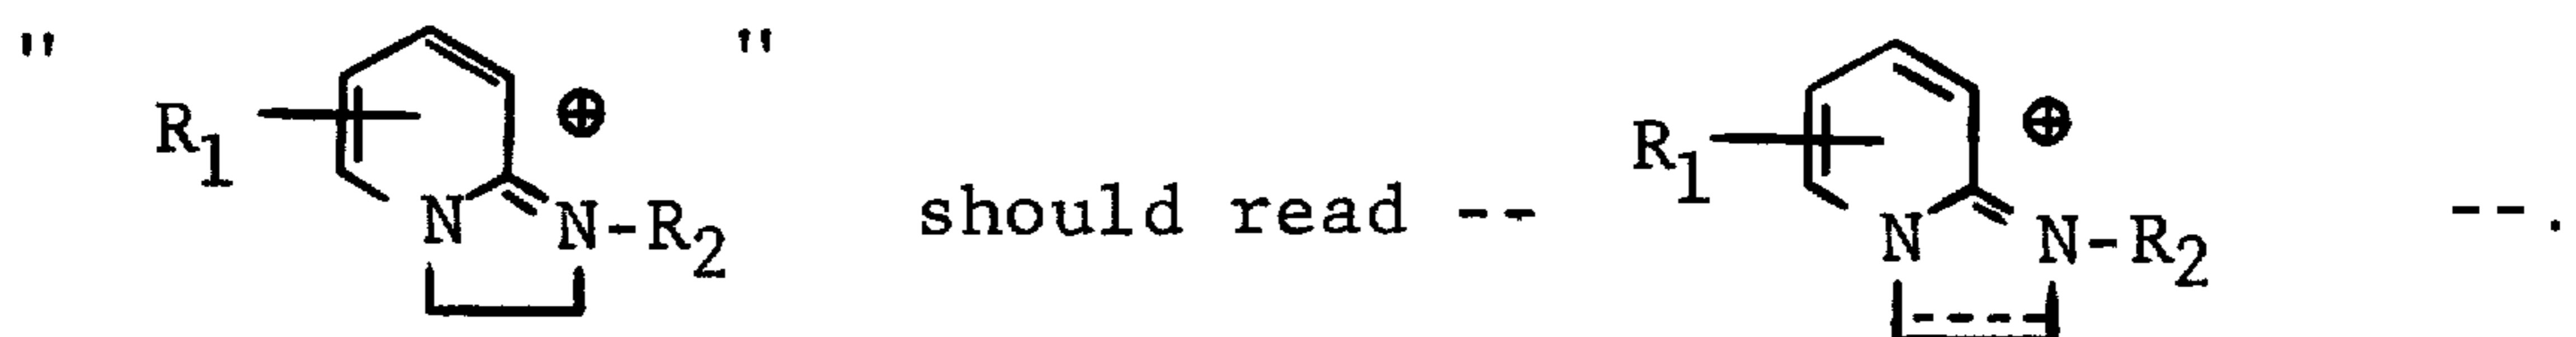 " R1 ⊕ N N-R2 " should read -- R1 ⊕ N N-R2 --.